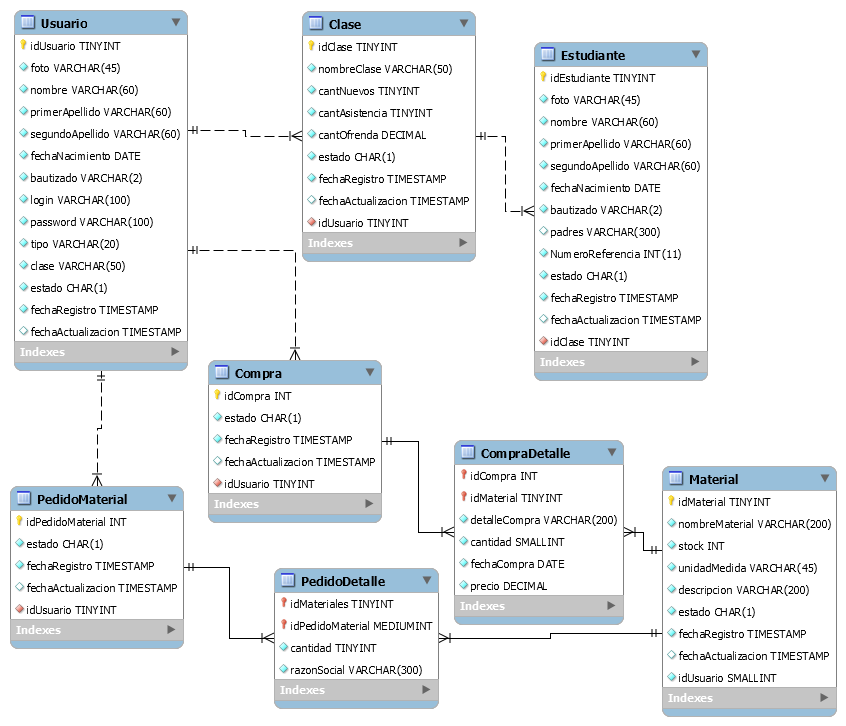 Usuario
idUsuario TINYINT
foto VARCHAR(45)
nombre VARCHAR(60)
primerApellido VARCHAR(60)
segundoApellido VARCHAR(60)
fechaNacimiento DATE
bautizado VARCHAR(2)
login VARCHAR(100)
password VARCHAR(100)
tipo VARCHAR(20)
clase VARCHAR(50)
estado CHAR(1)
fechaRegistro TIMESTAMP
fechaActualizacion TIMESTAMP
Indexes
Clase
idClase TINYINT
nombreClase VARCHAR(50)
cantNuevos TINYINT
cantAsistencia TINYINT
cantOfrenda DECIMAL
estado CHAR(1)
fechaRegistro TIMESTAMP
fechaActualizacion TIMESTAMP
idUsuario TINYINT
Indexes
Estudiante
idEstudiante TINYINT
foto VARCHAR(45)
nombre VARCHAR(60)
primerApellido VARCHAR(60)
segundoApellido VARCHAR(60)
fechaNacimiento DATE
bautizado VARCHAR(2)
padres VARCHAR(300)
NumeroReferencia INT(11)
estado CHAR(1)
fechaRegistro TIMESTAMP
fechaActualizacion TIMESTAMP
idClase TINYINT
Indexes
Compra
idCompra INT
estado CHAR(1)
fechaRegistro TIMESTAMP
fechaActualizacion TIMESTAMP
idUsuario TINYINT
Indexes
CompraDetalle
idCompra INT
idMaterial TINYINT
detalleCompra VARCHAR(200)
cantidad SMALLINT
fechaCompra DATE
precio DECIMAL
Indexes
Material
idMaterial TINYINT
nombreMaterial VARCHAR(200)
stock INT
unidadMedida VARCHAR(45)
descripcion VARCHAR(200)
estado CHAR(1)
fechaRegistro TIMESTAMP
fechaActualizacion TIMESTAMP
idUsuario SMALLINT
Indexes
PedidoMaterial
idPedidoMaterial INT
estado CHAR(1)
fechaRegistro TIMESTAMP
fechaActualizacion TIMESTAMP
idUsuario TINYINT
Indexes
PedidoDetalle
idMateriales TINYINT
idPedidoMaterial MEDIUMINT
cantidad TINYINT
razonSocial VARCHAR(300)
Indexes